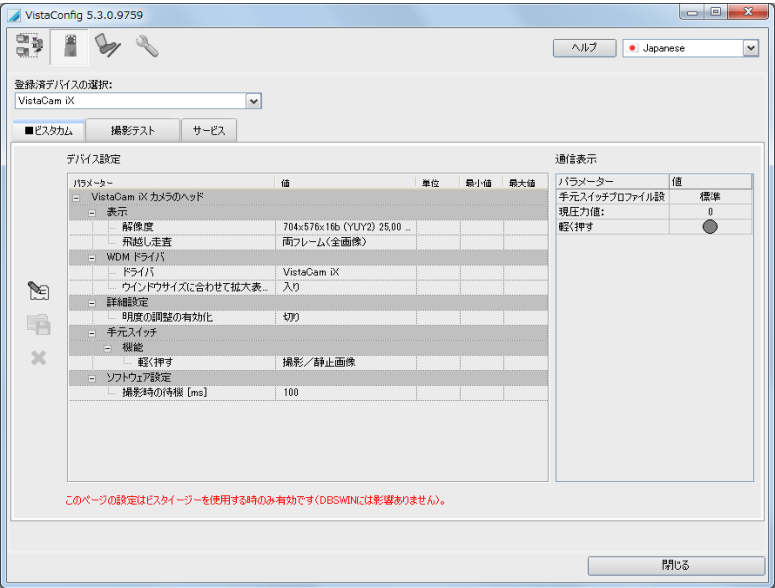 VistaConfig 5.3.0.9759
ヘルプ
Japanese
登録済デバイスの選択:
VistaCam iX
■ビスタカム 撮影テスト サービス
デバイス設定
パラメーター 値 単位 最小値 最大値
VistaCam iX カメラのヘッド
表示
解像度 704x576x16b (YUY2) 25,00 ...
飛越し走査 両フレーム(全画像)
WDM ドライバ
ドライバ VistaCam iX
ウインドウサイズに合わせて拡大表... 入り
詳細設定
明度の調整の有効化 切り
手元スイッチ
機能
軽く押す 撮影/静止画像
ソフトウェア設定
撮影時の待機 [ms] 100
通信表示
パラメーター 値
手元スイッチプロファイル設 標準
現圧力値: 0
軽く押す
このページの設定はビスタイージーを使用する時のみ有効です(DBSWINには影響ありません)。
閉じる